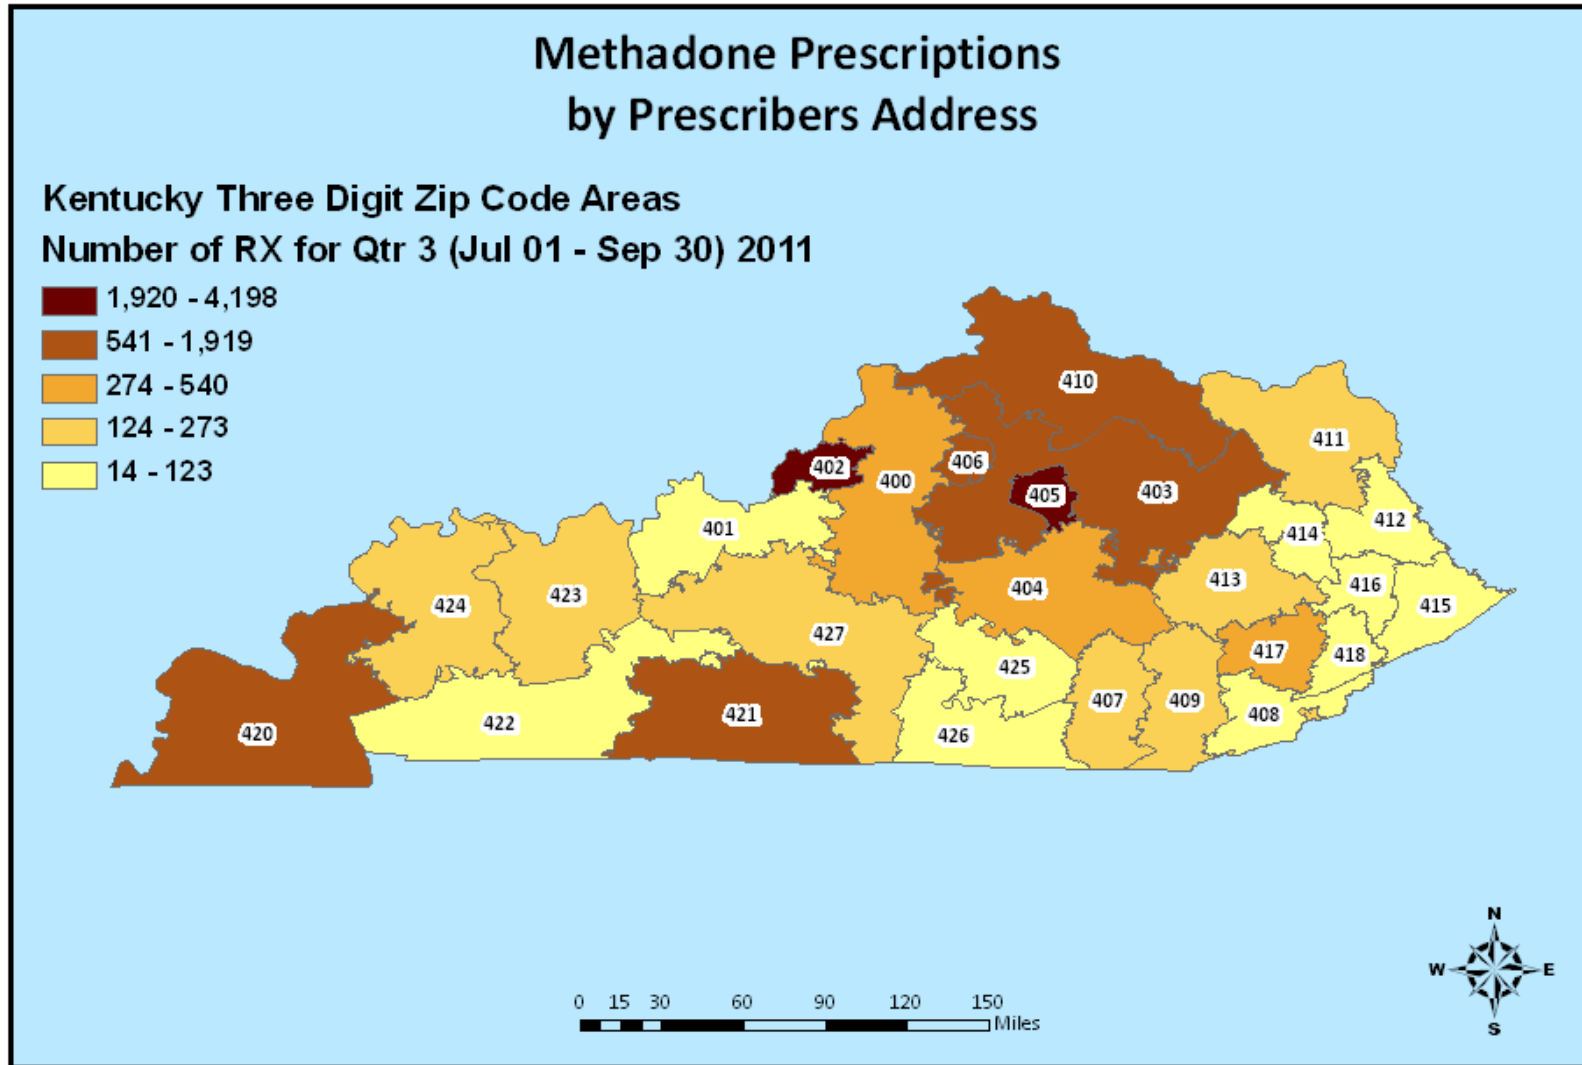 Methadone Prescriptions
by Prescribers Address
Kentucky Three Digit Zip Code Areas
Number of RX for Qtr 3 (Jul 01 - Sep 30) 2011
1,920 - 4,198
541 - 1,919
274 - 540
124 - 273
14 - 123
410
411
402
406
400
405
403
401
412
414
413
416
404
415
424
423
427
417
418
425
407
409
408
420
421
422
426
N
W E
S
0 15 30 60 90 120 150
Miles